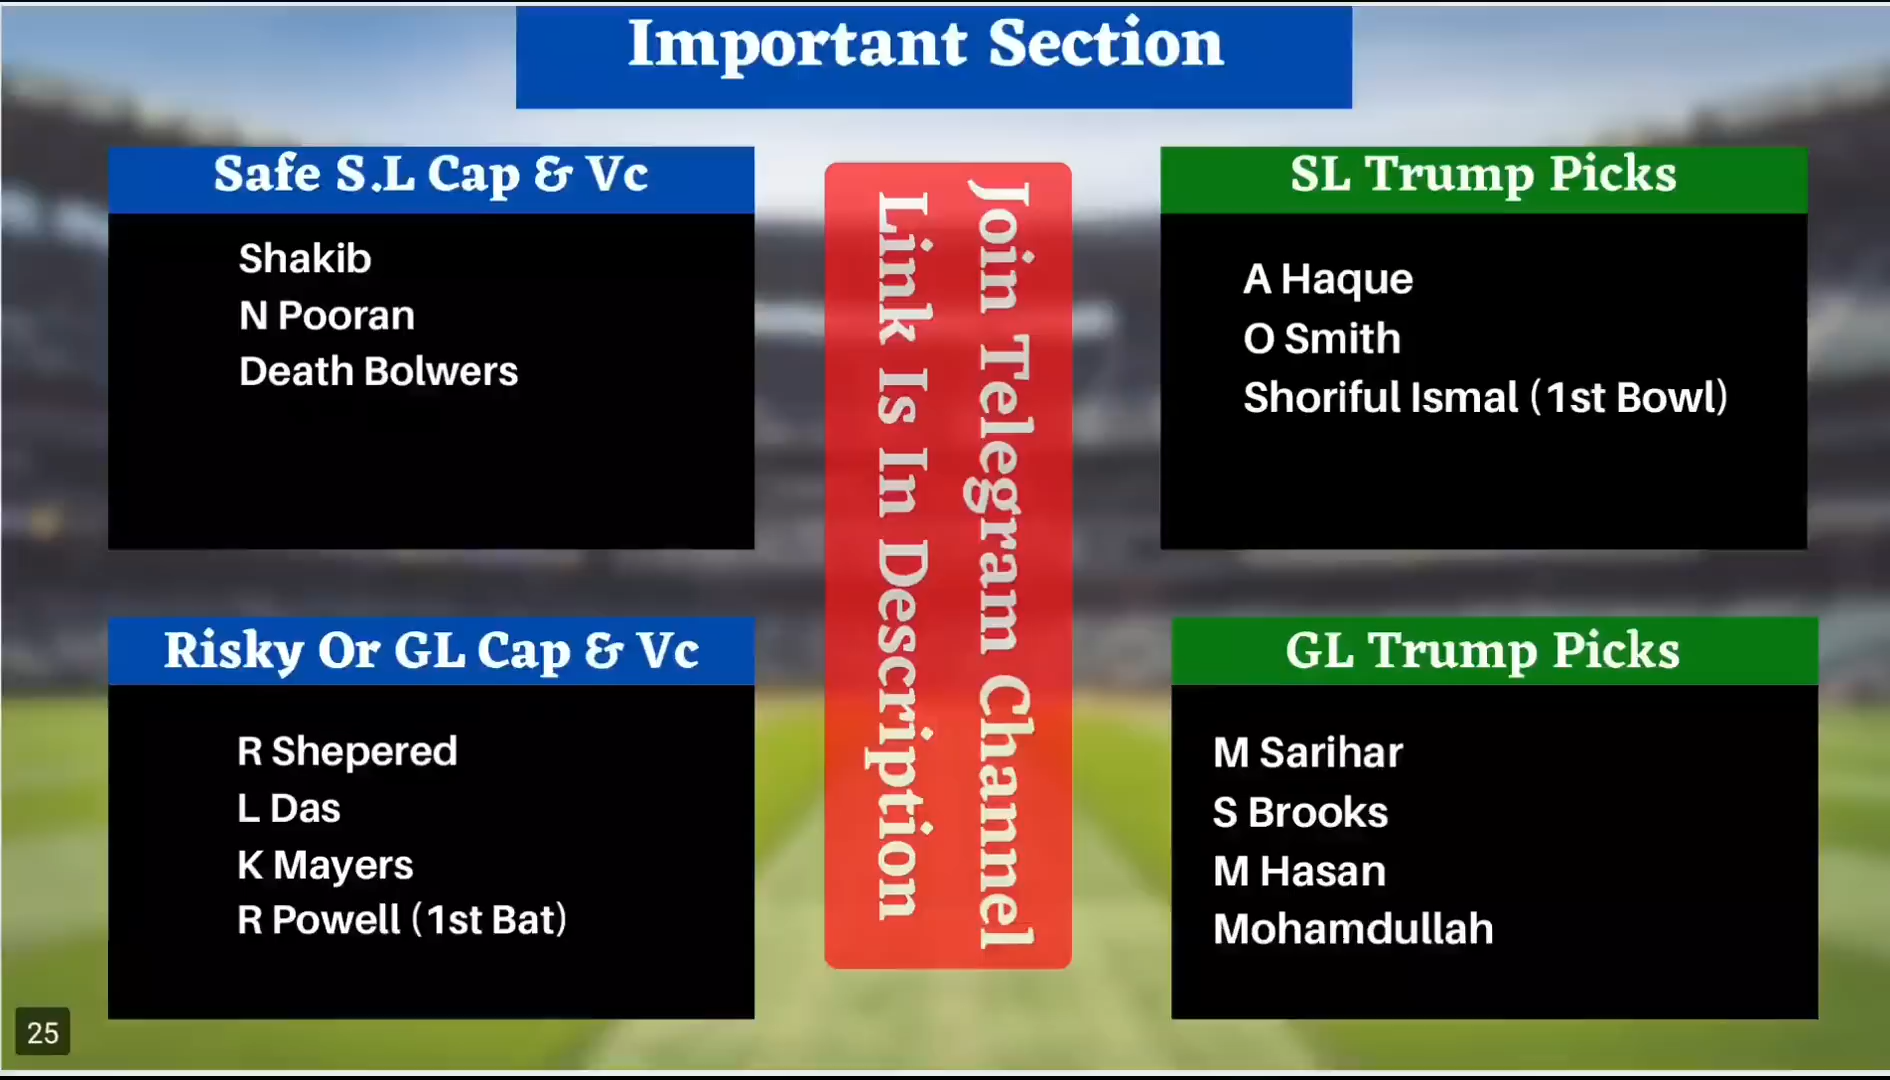 Important Section
Safe S.L Cap & Vc
Shakib
N Pooran
Death Bolwers
Join Telegram Channel
Link Is In Description
SL Trump Picks
A Haque
O Smith
Shoriful Ismal (1st Bowl)
Risky Or GL Cap & Vc
R Shepered
L Das
K Mayers
R Powell (1st Bat)
GL Trump Picks
M Sarihar
S Brooks
M Hasan
Mohamdullah
25